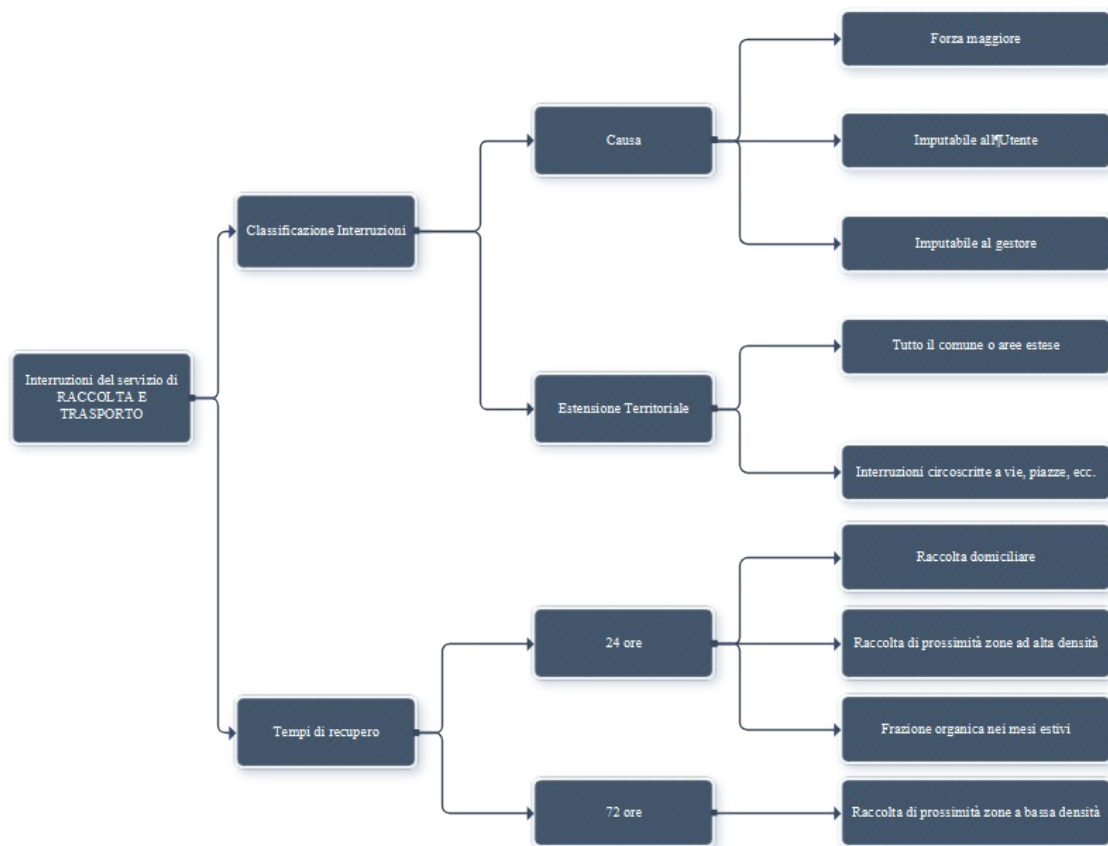 Forza maggiore
Causa
Imputabile all¶Utente
Classificazione Interruzioni
Imputabile al gestore
Interruzioni del servizio di
RACCOLTA E
TRASPORTO
Tutto il comune o aree estese
Estensione Territoriale
Interruzioni circoscritte a vie, piazze, ecc.
Raccolta domiciliare
24 ore
Raccolta di prossimità zone ad alta densità
Tempi di recupero
Frazione organica nei mesi estivi
72 ore
Raccolta di prossimità zone a bassa densità